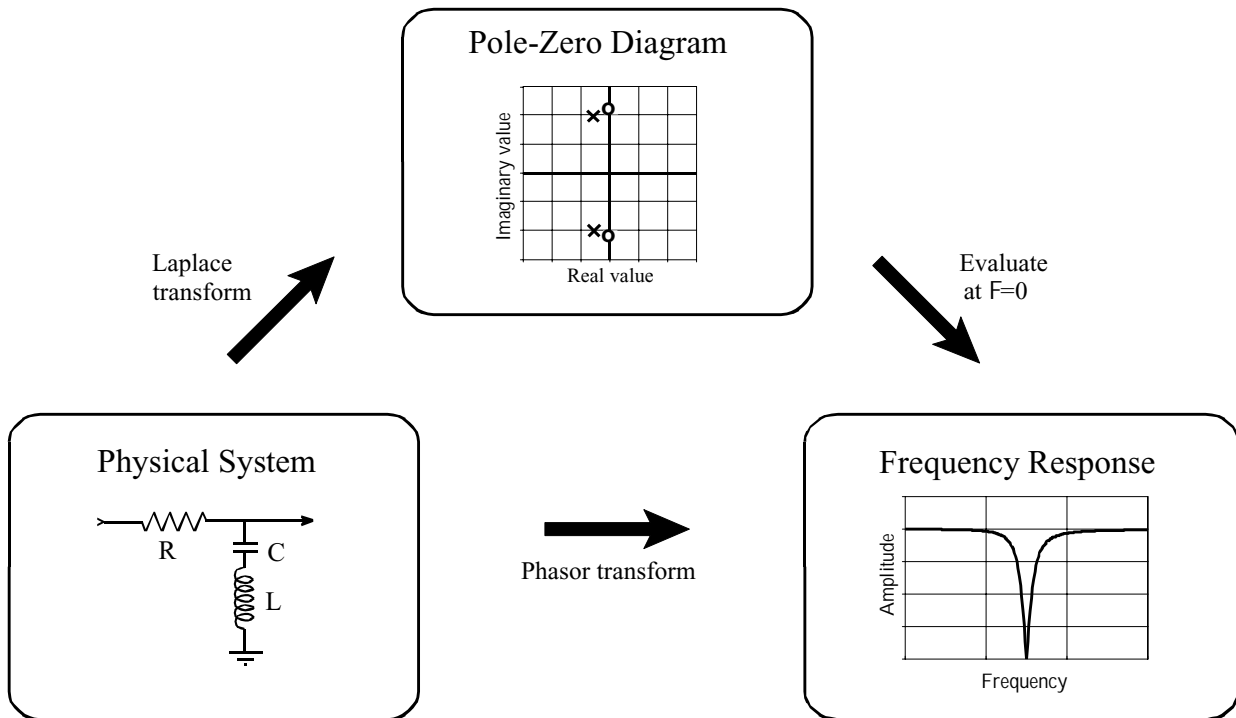 Pole-Zero Diagram
Imaginary value
Real value
Laplace
transform
Evaluate
at F=0
Physical System
R
C
L
Phasor transform
Frequency Response
Amplitude
Frequency